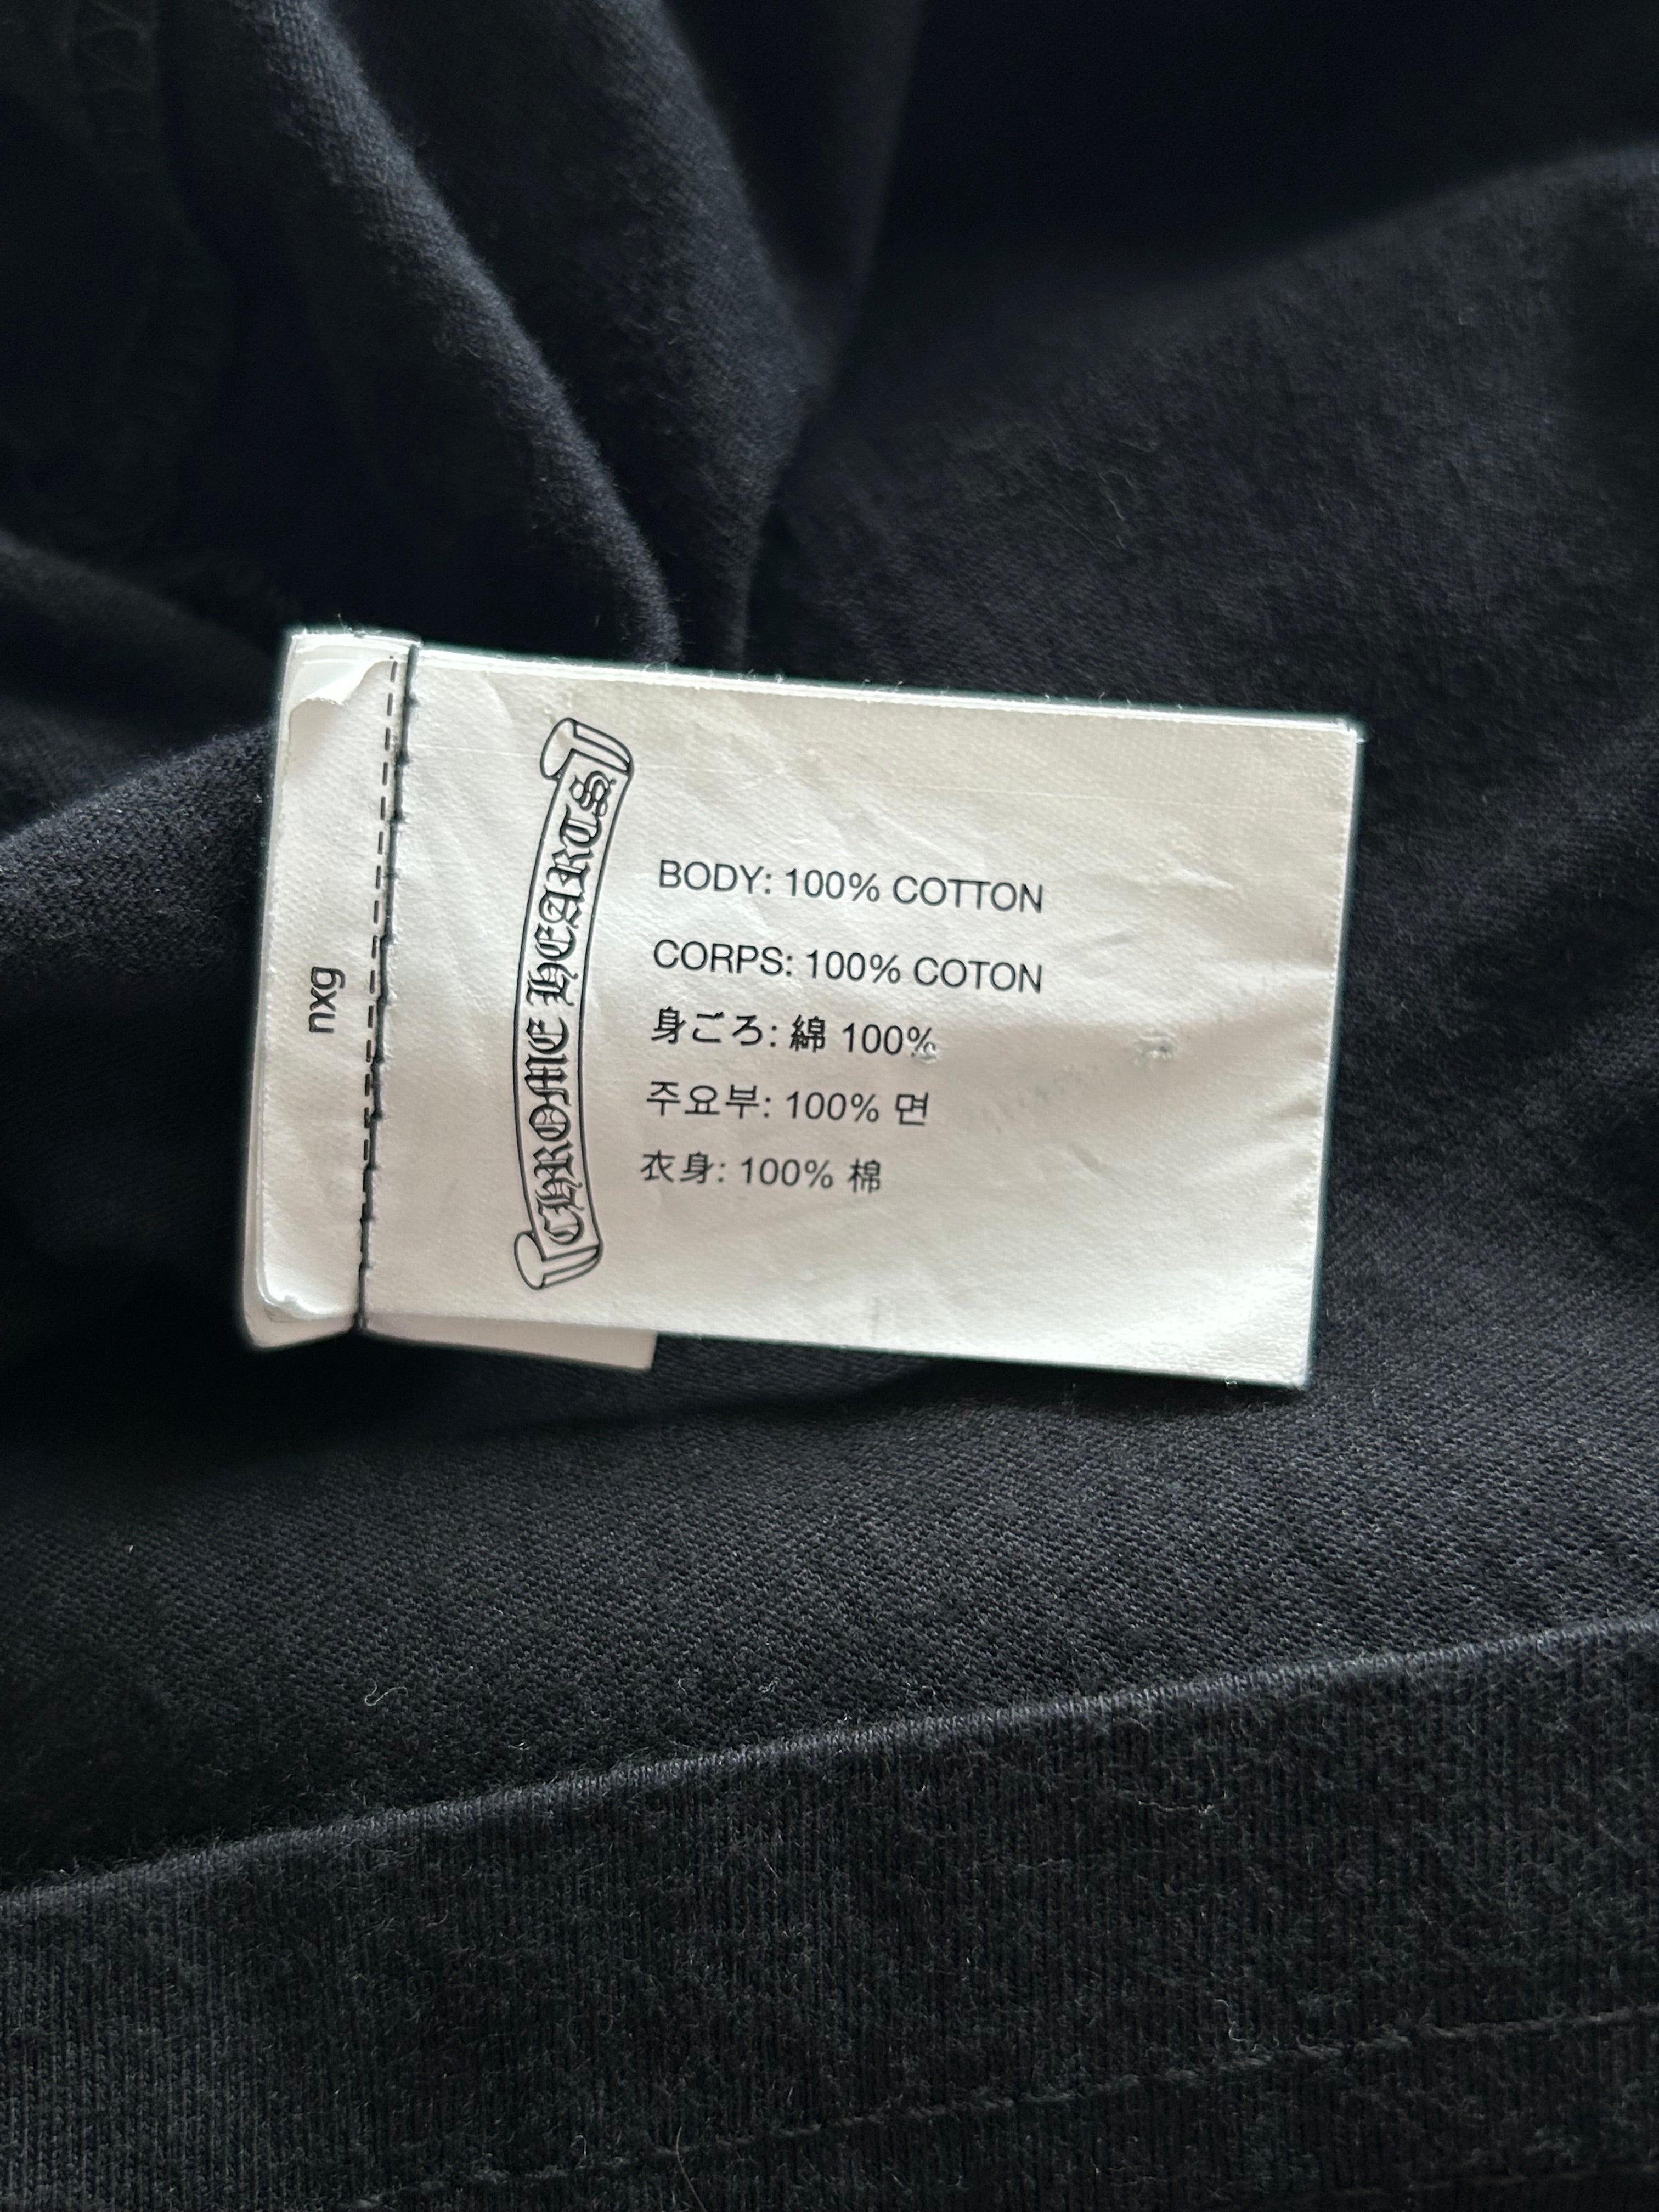 nxg
CHROME HEARTS
BODY: 100% COTTON
CORPS: 100% COTON
身ごろ: 綿 100%
주요부: 100% 면
衣身: 100% 棉